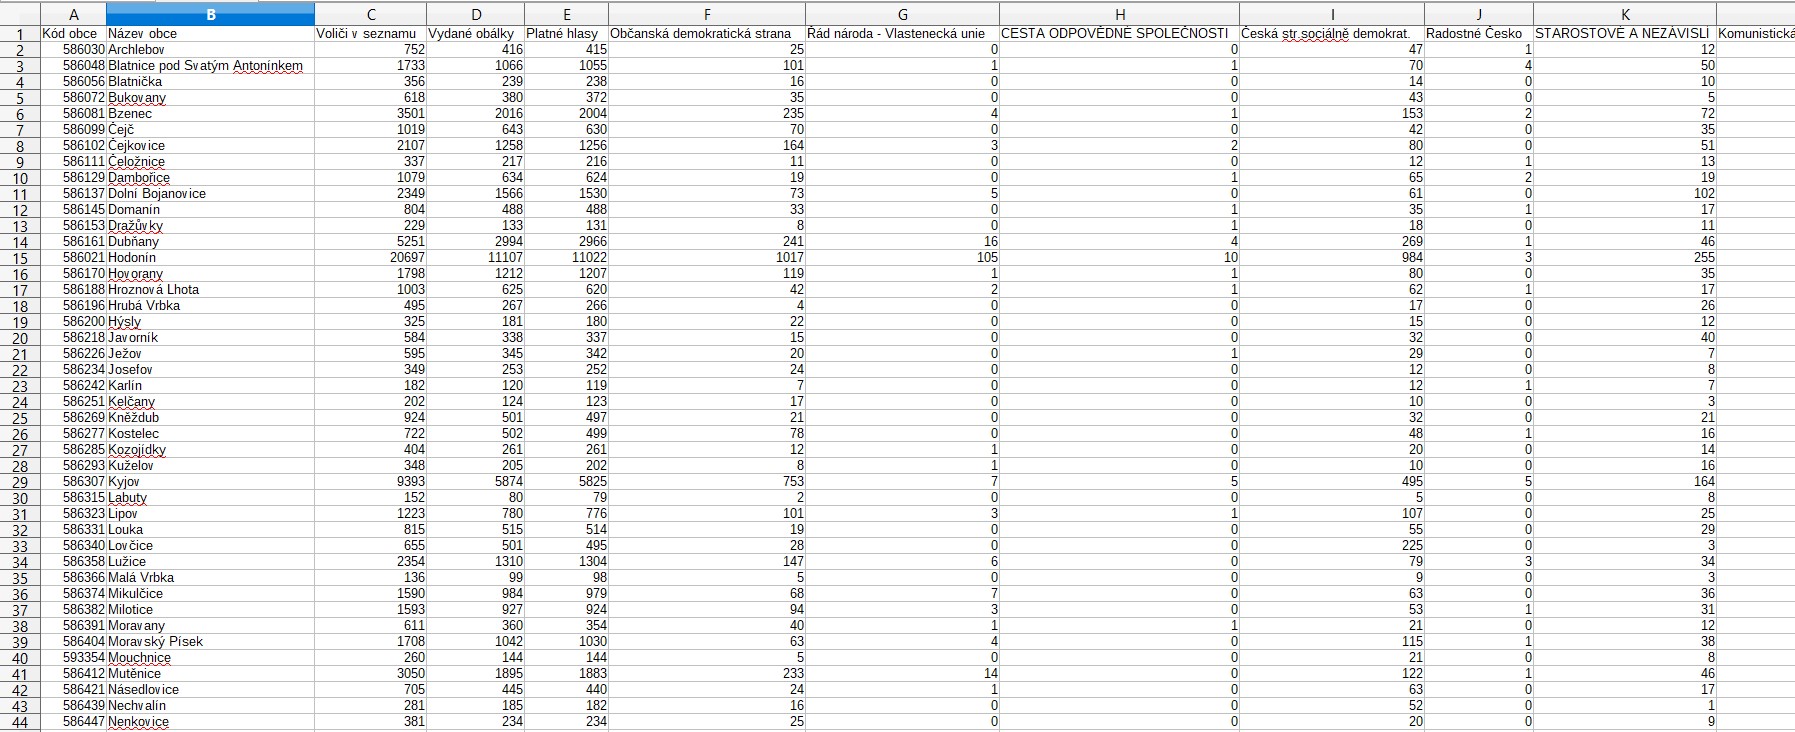 A B C D E F G H I J K
1 Kód obce Název obce Voliči v seznamu Vydané obálky Platné hlasy Občanská demokratická strana Řád národa - Vlastenecká unie CESTA ODPOVĚDNÉ SPOLEČNOSTI Česká str.sociálně demokrat. Radostné Česko STAROSTOVÉ A NEZÁVISLÍ Komunistická
2 586030 Archlebov 752 416 415 25 0 0 47 1 12
3 586048 Blatnice pod Svatým Antonínkem 1733 1066 1055 101 1 1 70 4 50
4 586056 Blatnička 356 239 238 16 0 0 14 0 10
5 586072 Bukovany 618 380 372 35 0 0 43 0 5
6 586081 Bzenec 3501 2016 2004 235 4 1 153 2 72
7 586099 Čejč 1019 643 630 70 0 0 42 0 35
8 586102 Čejkovice 2107 1258 1256 164 3 2 80 0 51
9 586111 Čeložnice 337 217 216 11 0 0 12 1 13
10 586129 Dambořice 1079 634 624 19 0 1 65 2 19
11 586137 Dolní Bojanovice 2349 1566 1530 73 5 0 61 0 102
12 586145 Domanín 804 488 488 33 0 1 35 1 17
13 586153 Dražůvky 229 133 131 8 0 1 18 0 11
14 586161 Dubňany 5251 2994 2966 241 16 4 269 1 46
15 586021 Hodonín 20697 11107 11022 1017 105 10 984 3 255
16 586170 Hovorany 1798 1212 1207 119 1 1 80 0 35
17 586188 Hroznová Lhota 1003 625 620 42 2 1 62 1 17
18 586196 Hrubá Vrbka 495 267 266 4 0 0 17 0 26
19 586200 Hýsly 325 181 180 22 0 0 15 0 12
20 586218 Javorník 584 338 337 15 0 0 32 0 40
21 586226 Ježov 595 345 342 20 0 1 29 0 7
22 586234 Josefov 349 253 252 24 0 0 12 0 8
23 586242 Karlín 182 120 119 7 0 0 12 1 7
24 586251 Kelčany 202 124 123 17 0 0 10 0 3
25 586269 Kněždub 924 501 497 21 0 0 32 0 21
26 586277 Kostelec 722 502 499 78 0 0 48 1 16
27 586285 Kozojídky 404 261 261 12 1 0 20 0 14
28 586293 Kuželov 348 205 202 8 1 0 10 0 16
29 586307 Kyjov 9393 5874 5825 753 7 5 495 5 164
30 586315 Labuty 152 80 79 2 0 0 5 0 8
31 586323 Lipov 1223 780 776 101 3 1 107 0 25
32 586331 Louka 815 515 514 19 0 0 55 0 29
33 586340 Lovčice 655 501 495 28 0 0 225 0 3
34 586358 Lužice 2354 1310 1304 147 6 0 79 3 34
35 586366 Malá Vrbka 136 99 98 5 0 0 9 0 3
36 586374 Mikulčice 1590 984 979 68 7 0 63 0 36
37 586382 Milotice 1593 927 924 94 3 0 53 1 31
38 586391 Moravany 611 360 354 40 1 1 21 0 12
39 586404 Moravský Písek 1708 1042 1030 63 4 0 115 1 38
40 593354 Mouchnice 260 144 144 5 0 0 21 0 8
41 586412 Mutěnice 3050 1895 1883 233 14 0 122 1 46
42 586421 Násedlovice 705 445 440 24 1 0 63 0 17
43 586439 Nechvalín 281 185 182 16 0 0 52 0 1
44 586447 Nenkovice 381 234 234 25 0 0 20 0 9